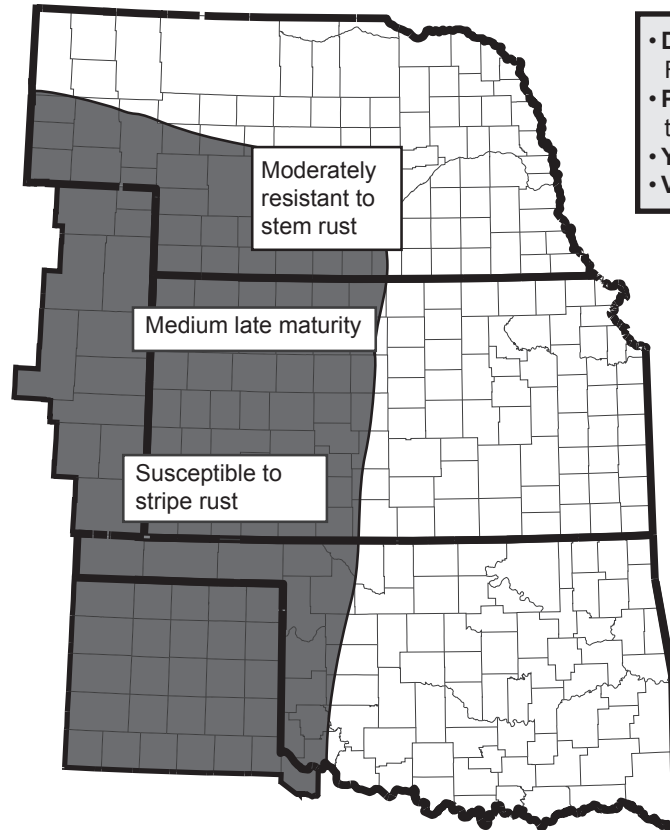 Moderately
resistant to
stem rust
Medium late maturity
Susceptible to
stripe rust